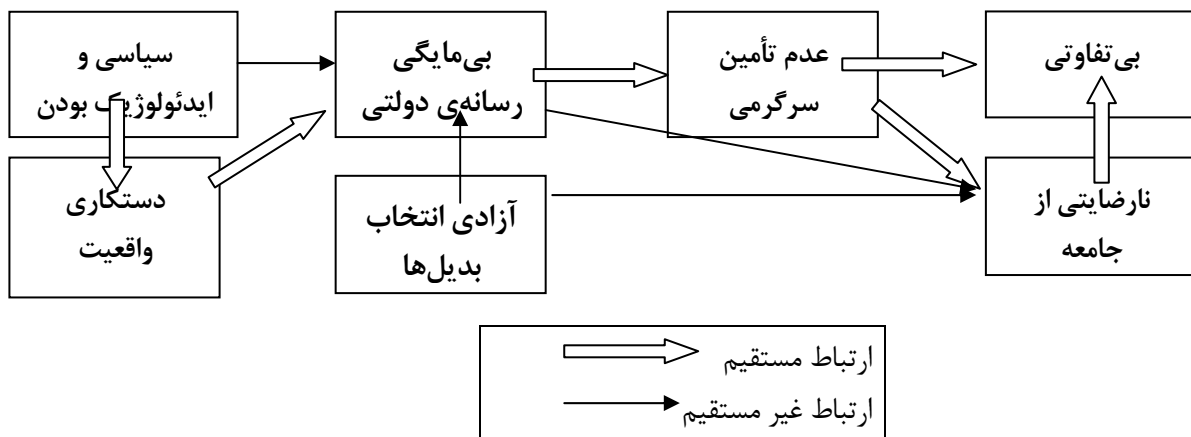 سیاسی و
ایدئولوژیک بودن
بی‌مایگی
رسانه‌ی دولتی
عدم تأمین
سرگرمی
بی‌تفاوتی
دستکاری
واقعیت
آزادی انتخاب
بدیل‌ها
نارضایتی از
جامعه
ارتباط مستقیم
ارتباط غیر مستقیم